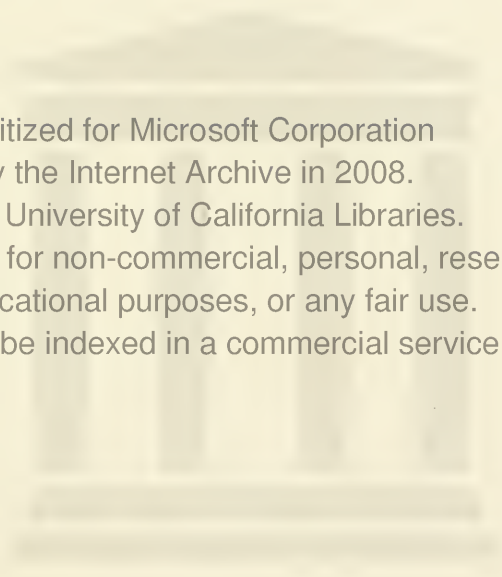 itized for Microsoft Corporation
y the Internet Archive in 2008.
University of California Libraries.
for non-commercial, personal, rese
cational purposes, or any fair use.
be indexed in a commercial service